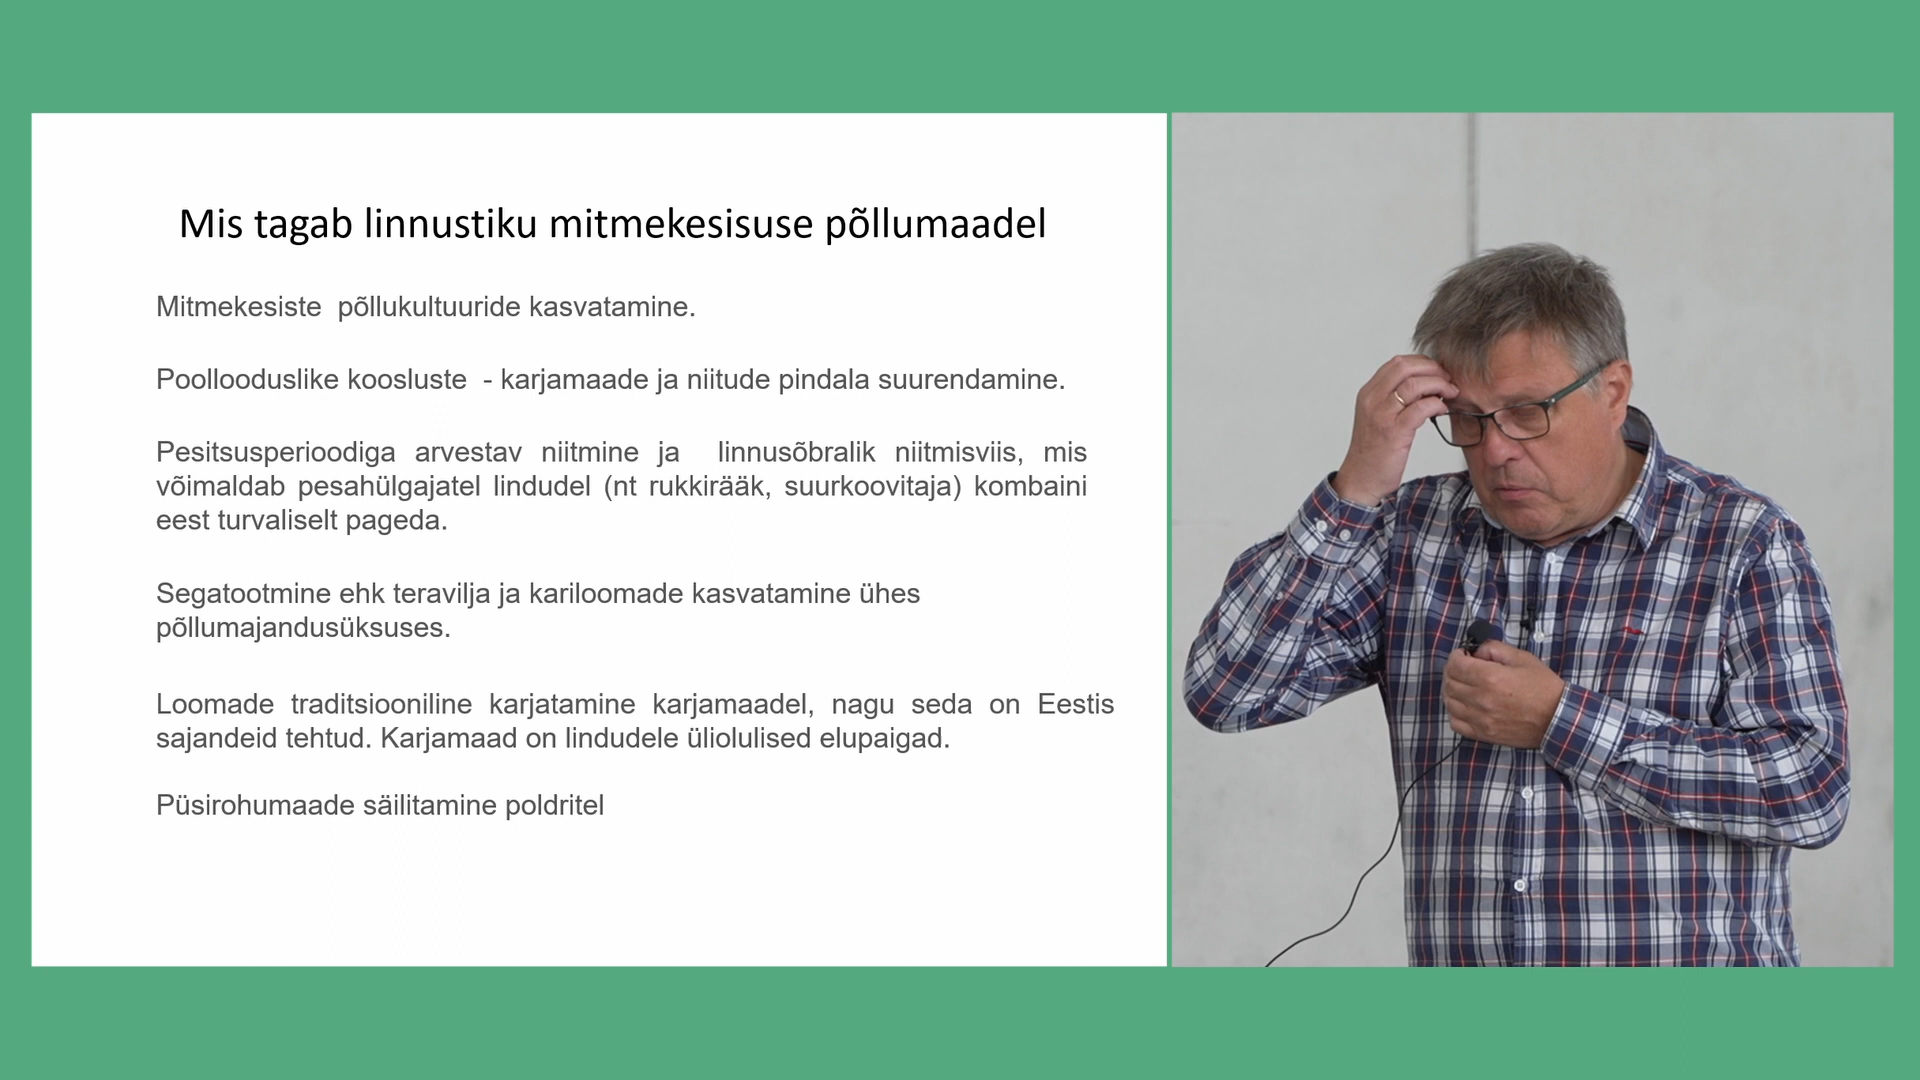 Mis tagab linnustiku mitmekesisuse põllumaadel
Mitmekesiste põllukultuuride kasvatamine.
Poollooduslike koosluste - karjamaade ja niitude pindala suurendamine.
Pesitsusperioodiga arvestav niitmine ja linnusõbralik niitmisviis, mis
võimaldab pesahülgajatel lindudel (nt rukkirääk, suurkoovitaja) kombaini
eest turvaliselt pageda.
Segatootmine ehk teravilja ja kariloomade kasvatamine ühes
põllumajandusüksuses.
Loomade traditsiooniline karjatamine karjamaadel, nagu seda on Eestis
sajandeid tehtud. Karjamaad on lindudele üliolulised elupaigad.
Püsirohumaade säilitamine poldritel